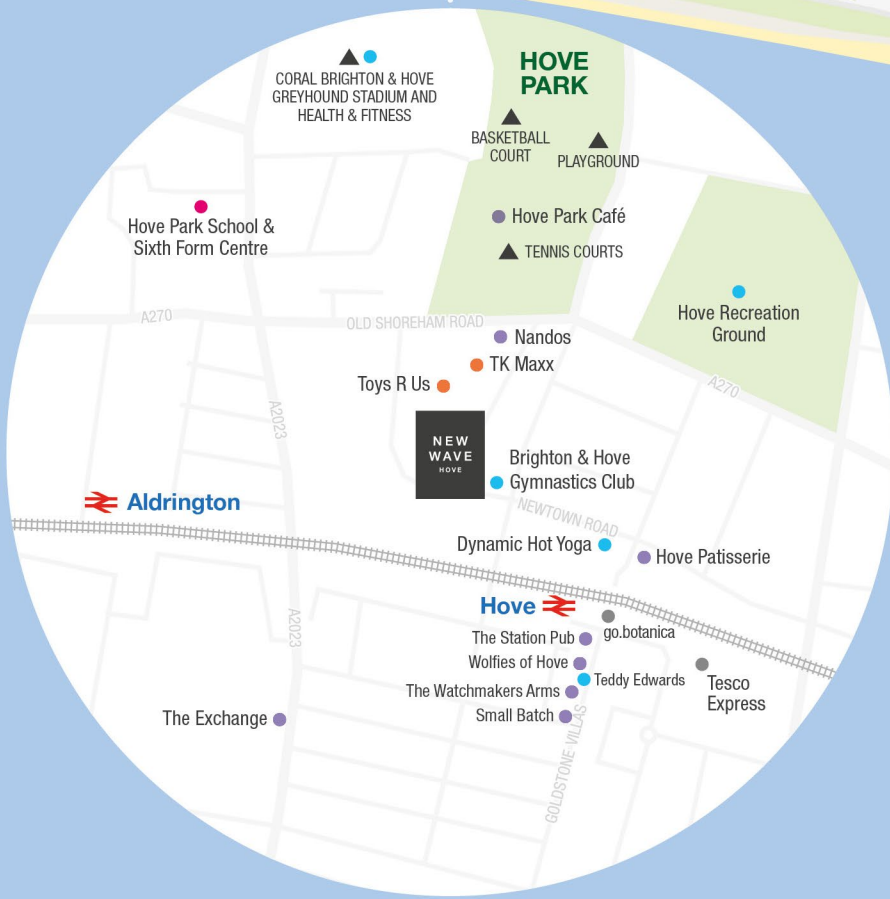 CORAL BRIGHTON & HOVE
GREYHOUND STADIUM AND
HEALTH & FITNESS
HOVE
PARK
BASKETBALL
COURT
PLAYGROUND
Hove Park School &
Sixth Form Centre
Hove Park Café
TENNIS COURTS
Hove Recreation
Ground
A270
OLD SHOREHAM ROAD
Nandos
TK Maxx
Toys R Us
A270
A2023
NEW
WAVE
HOVE
Brighton & Hove
Gymnastics Club
Aldrington
NEWTOWN ROAD
Dynamic Hot Yoga
Hove Patisserie
Hove
go.botanica
A2023
The Station Pub
Wolfies of Hove
Teddy Edwards
Tesco
Express
The Watchmakers Arms
Small Batch
The Exchange
GOLDSTONE VILLAS